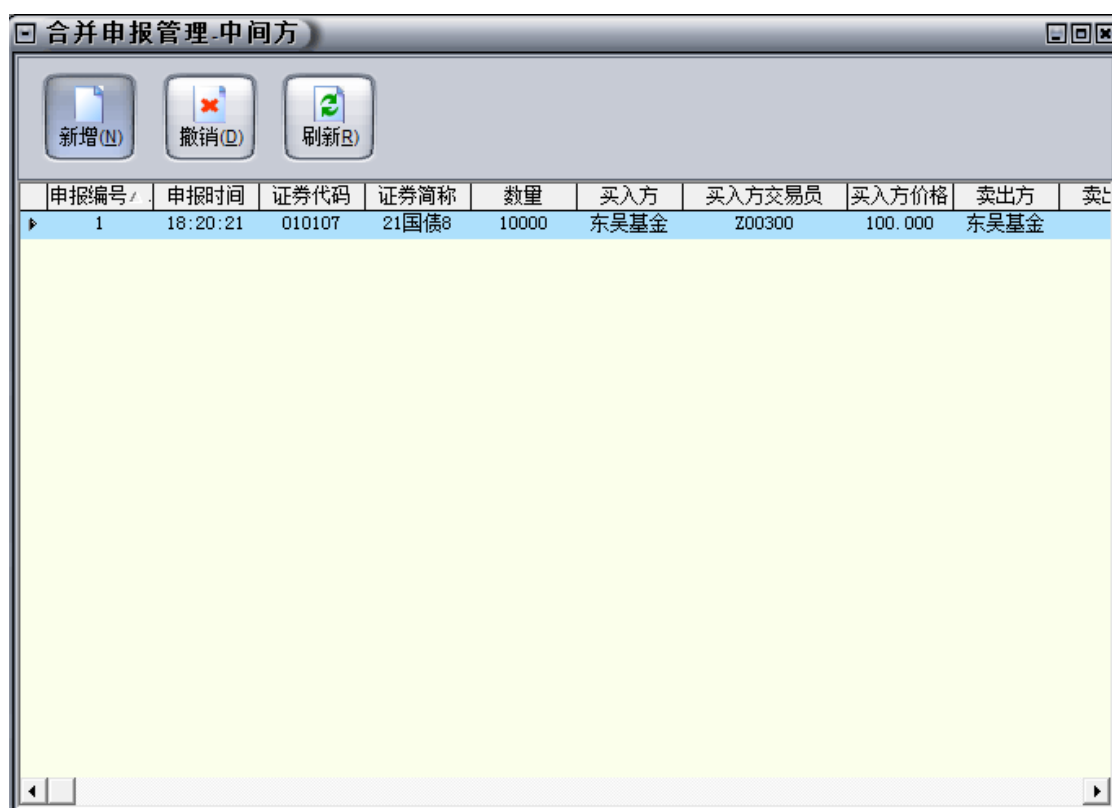 合并申报管理-中间方
新增(N) 撤销(D) 刷新R)
申报编号 申报时间 证券代码 证券简称 数量 买入方 买入方交易员 买入方价格 卖出方 卖
1 18:20:21 010107 21国债8 10000 东吴基金 Z00300 100.000 东吴基金